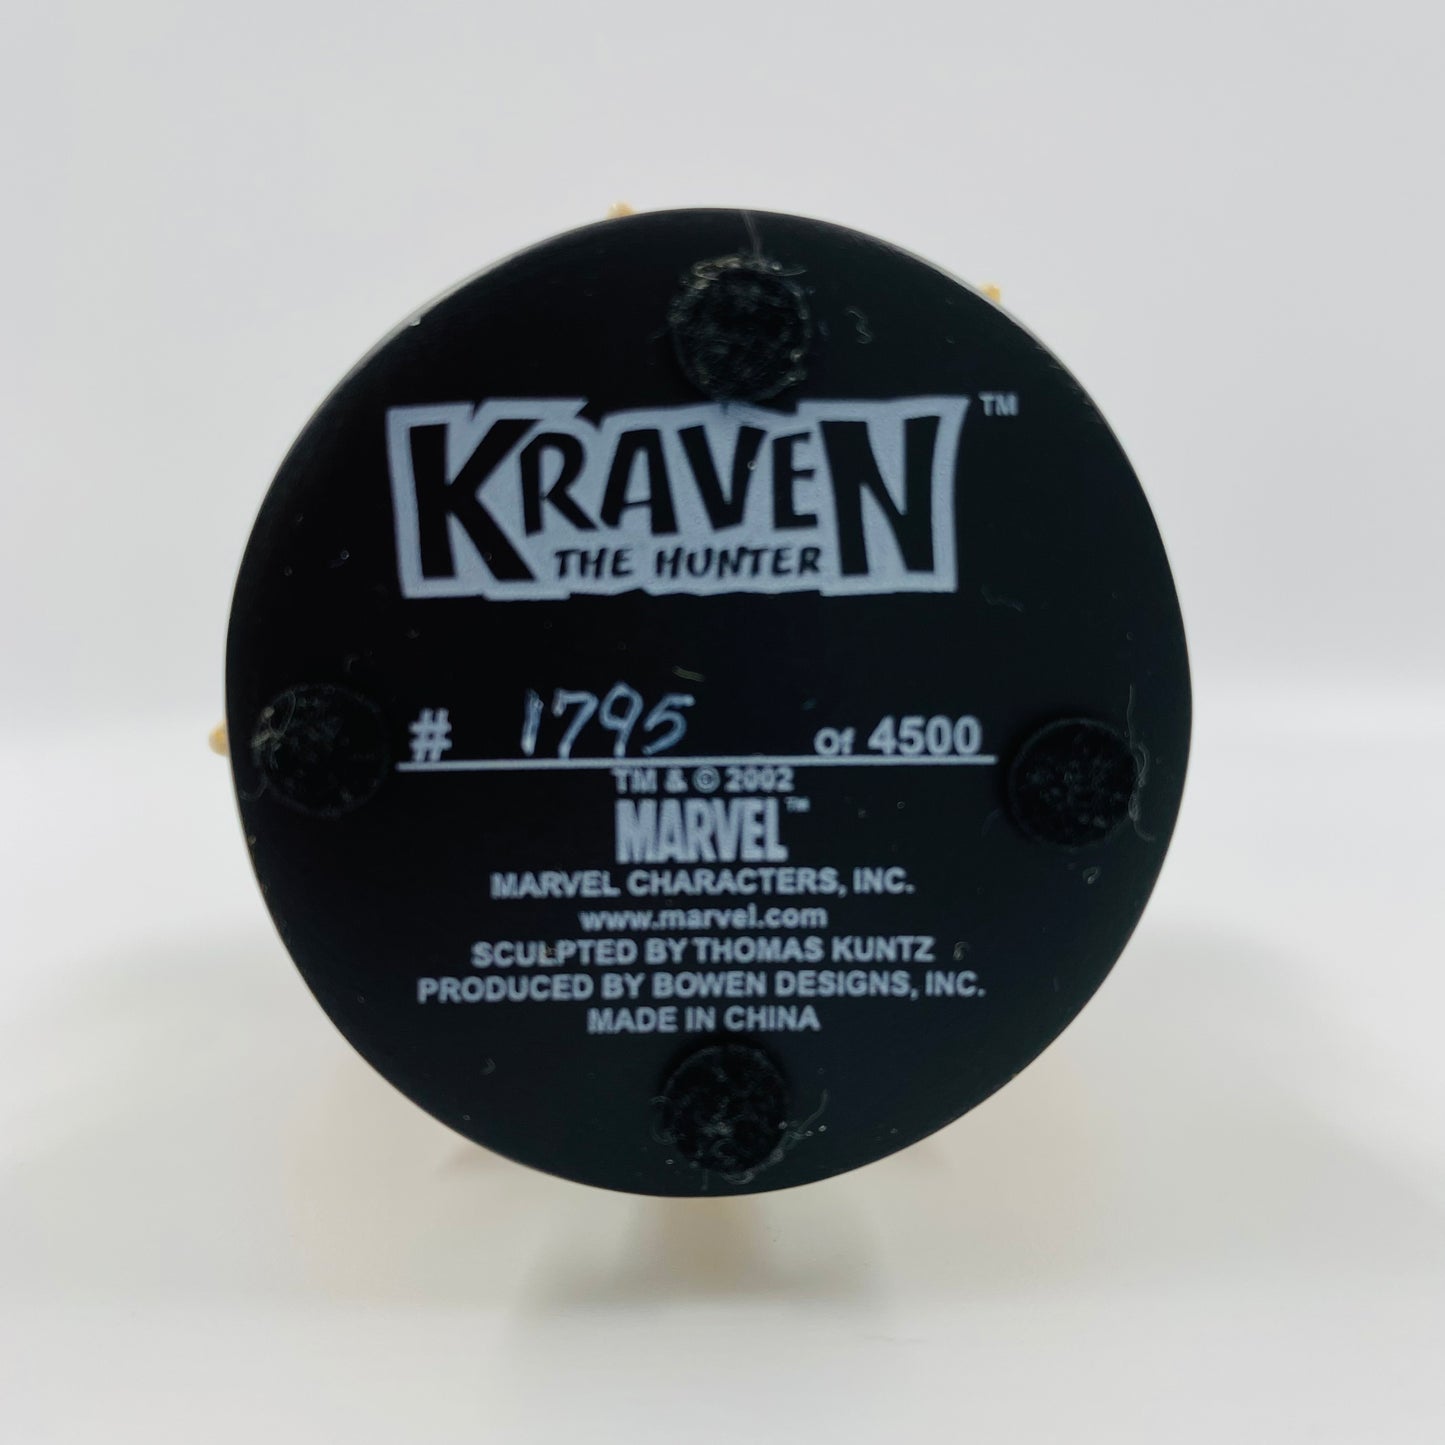 KRAVEN™
THE HUNTER
# 1795 of 4500
TM & © 2002
MARVEL™
MARVEL CHARACTERS, INC.
www.marvel.com
SCULPTED BY THOMAS KUNTZ
PRODUCED BY BOWEN DESIGNS, INC.
MADE IN CHINA